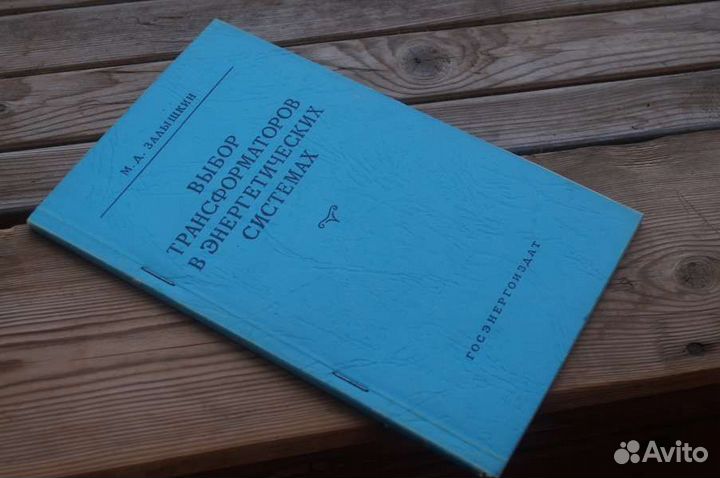 М. Д. ЗАЛЫШКИН
ВЫБОР
ТРАНСФОРМАТОРОВ
В ЭНЕРГЕТИЧЕСКИХ
СИСТЕМАХ
ГОСЭНЕРГОИЗДАТ
Avito